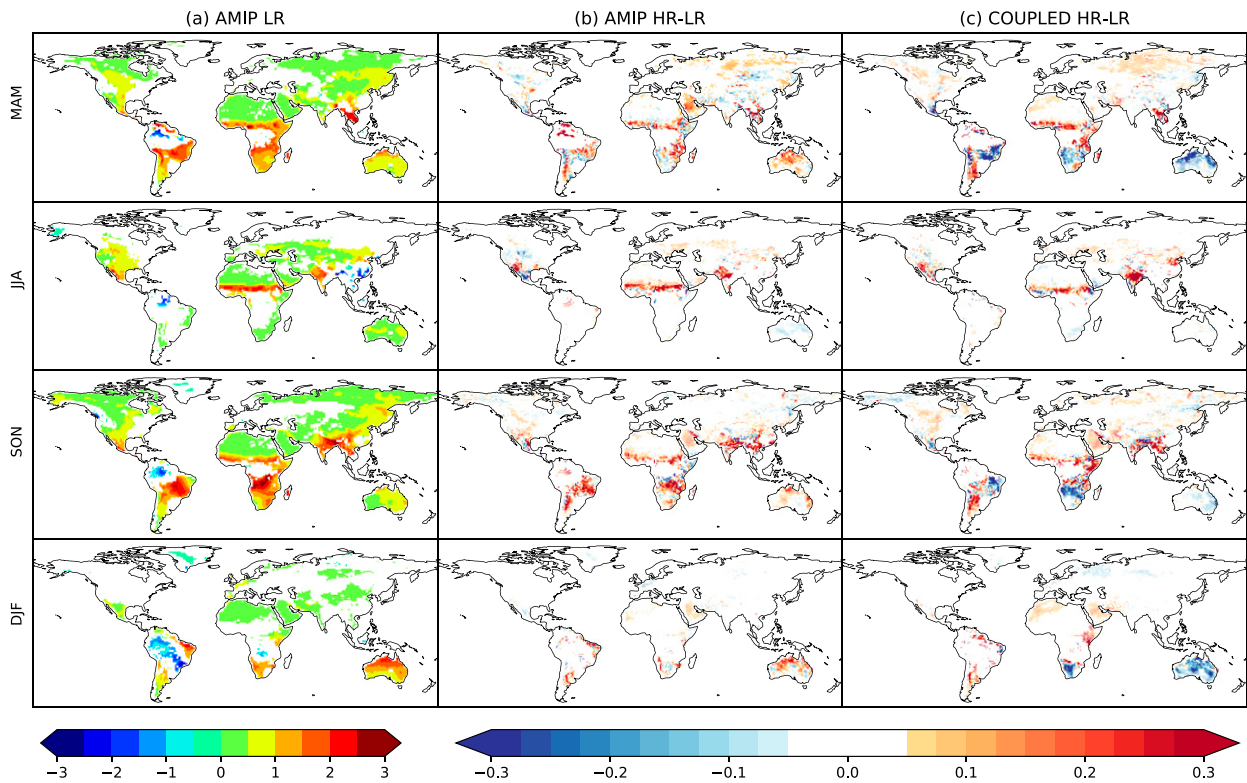 (a) AMIP LR
(b) AMIP HR-LR
(c) COUPLED HR-LR
MAM
JJA
SON
DJF
−3 −2 −1 0 1 2 3
−0.3 −0.2 −0.1 0.0 0.1 0.2 0.3